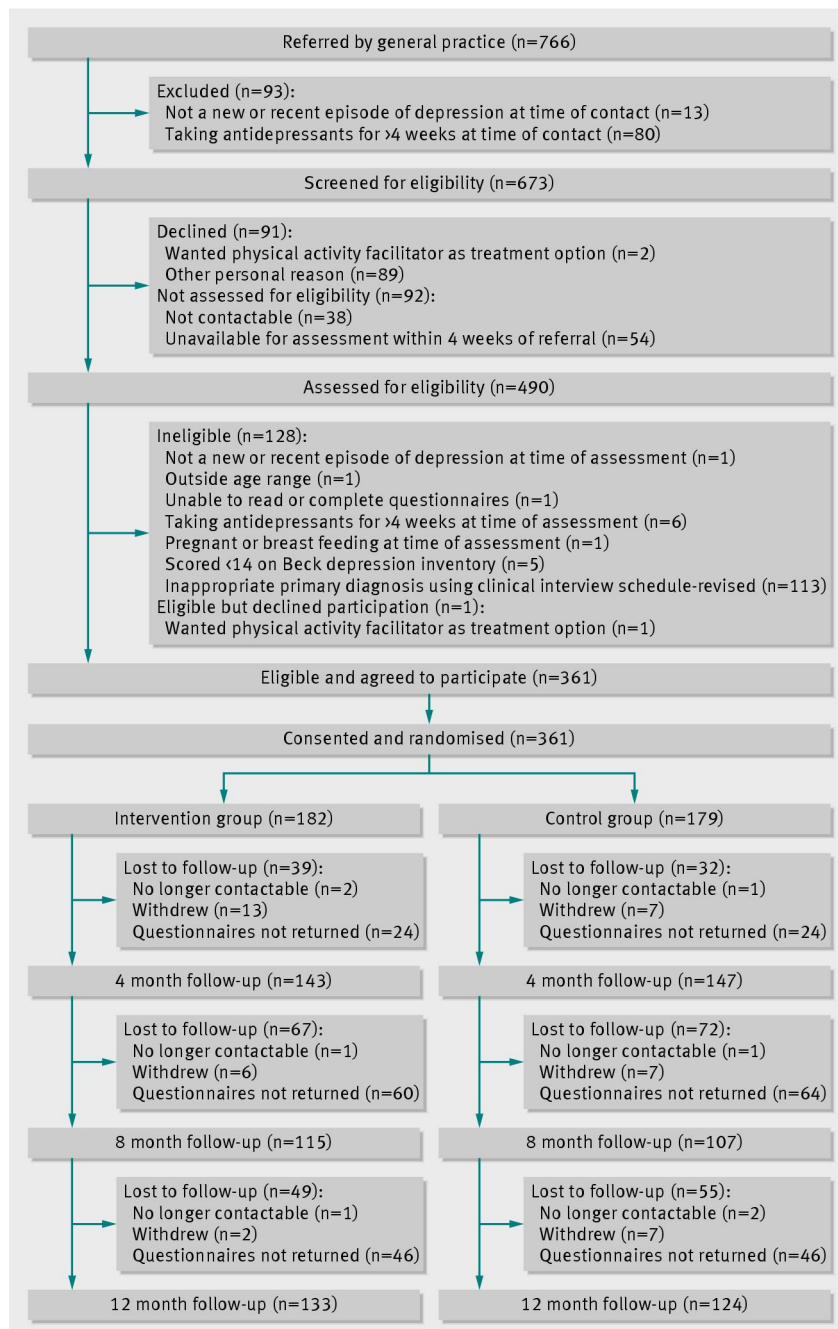 Referred by general practice (n=766)
Excluded (n=93):
Not a new or recent episode of depression at time of contact (n=13)
Taking antidepressants for >4 weeks at time of contact (n=80)
Screened for eligibility (n=673)
Declined (n=91):
Wanted physical activity facilitator as treatment option (n=2)
Other personal reason (n=89)
Not assessed for eligibility (n=92):
Not contactable (n=38)
Unavailable for assessment within 4 weeks of referral (n=54)
Assessed for eligibility (n=490)
Ineligible (n=128):
Not a new or recent episode of depression at time of assessment (n=1)
Outside age range (n=1)
Unable to read or complete questionnaires (n=1)
Taking antidepressants for >4 weeks at time of assessment (n=6)
Pregnant or breast feeding at time of assessment (n=1)
Scored <14 on Beck depression inventory (n=5)
Inappropriate primary diagnosis using clinical interview schedule-revised (n=113)
Eligible but declined participation (n=1):
Wanted physical activity facilitator as treatment option (n=1)
Eligible and agreed to participate (n=361)
Consented and randomised (n=361)
Intervention group (n=182)
Control group (n=179)
Lost to follow-up (n=39):
No longer contactable (n=2)
Withdrew (n=13)
Questionnaires not returned (n=24)
Lost to follow-up (n=32):
No longer contactable (n=1)
Withdrew (n=7)
Questionnaires not returned (n=24)
4 month follow-up (n=143)
4 month follow-up (n=147)
Lost to follow-up (n=67):
No longer contactable (n=1)
Withdrew (n=6)
Questionnaires not returned (n=60)
Lost to follow-up (n=72):
No longer contactable (n=1)
Withdrew (n=7)
Questionnaires not returned (n=64)
8 month follow-up (n=115)
8 month follow-up (n=107)
Lost to follow-up (n=49):
No longer contactable (n=1)
Withdrew (n=2)
Questionnaires not returned (n=46)
Lost to follow-up (n=55):
No longer contactable (n=2)
Withdrew (n=7)
Questionnaires not returned (n=46)
12 month follow-up (n=133)
12 month follow-up (n=124)